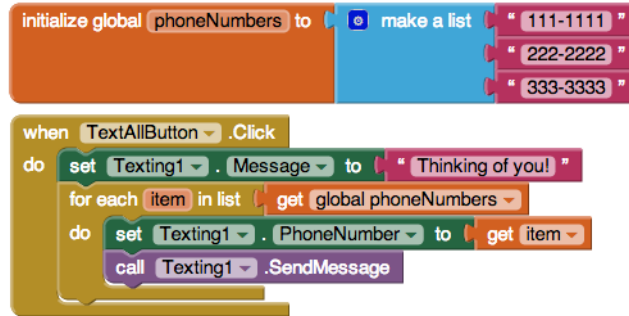 initialize global phoneNumbers to make a list " 111-1111 "
" 222-2222 "
" 333-3333 "
when TextAllButton .Click
do set Texting1 . Message to " Thinking of you! "
for each item in list get global phoneNumbers
do set Texting1 . PhoneNumber to get item
call Texting1 .SendMessage